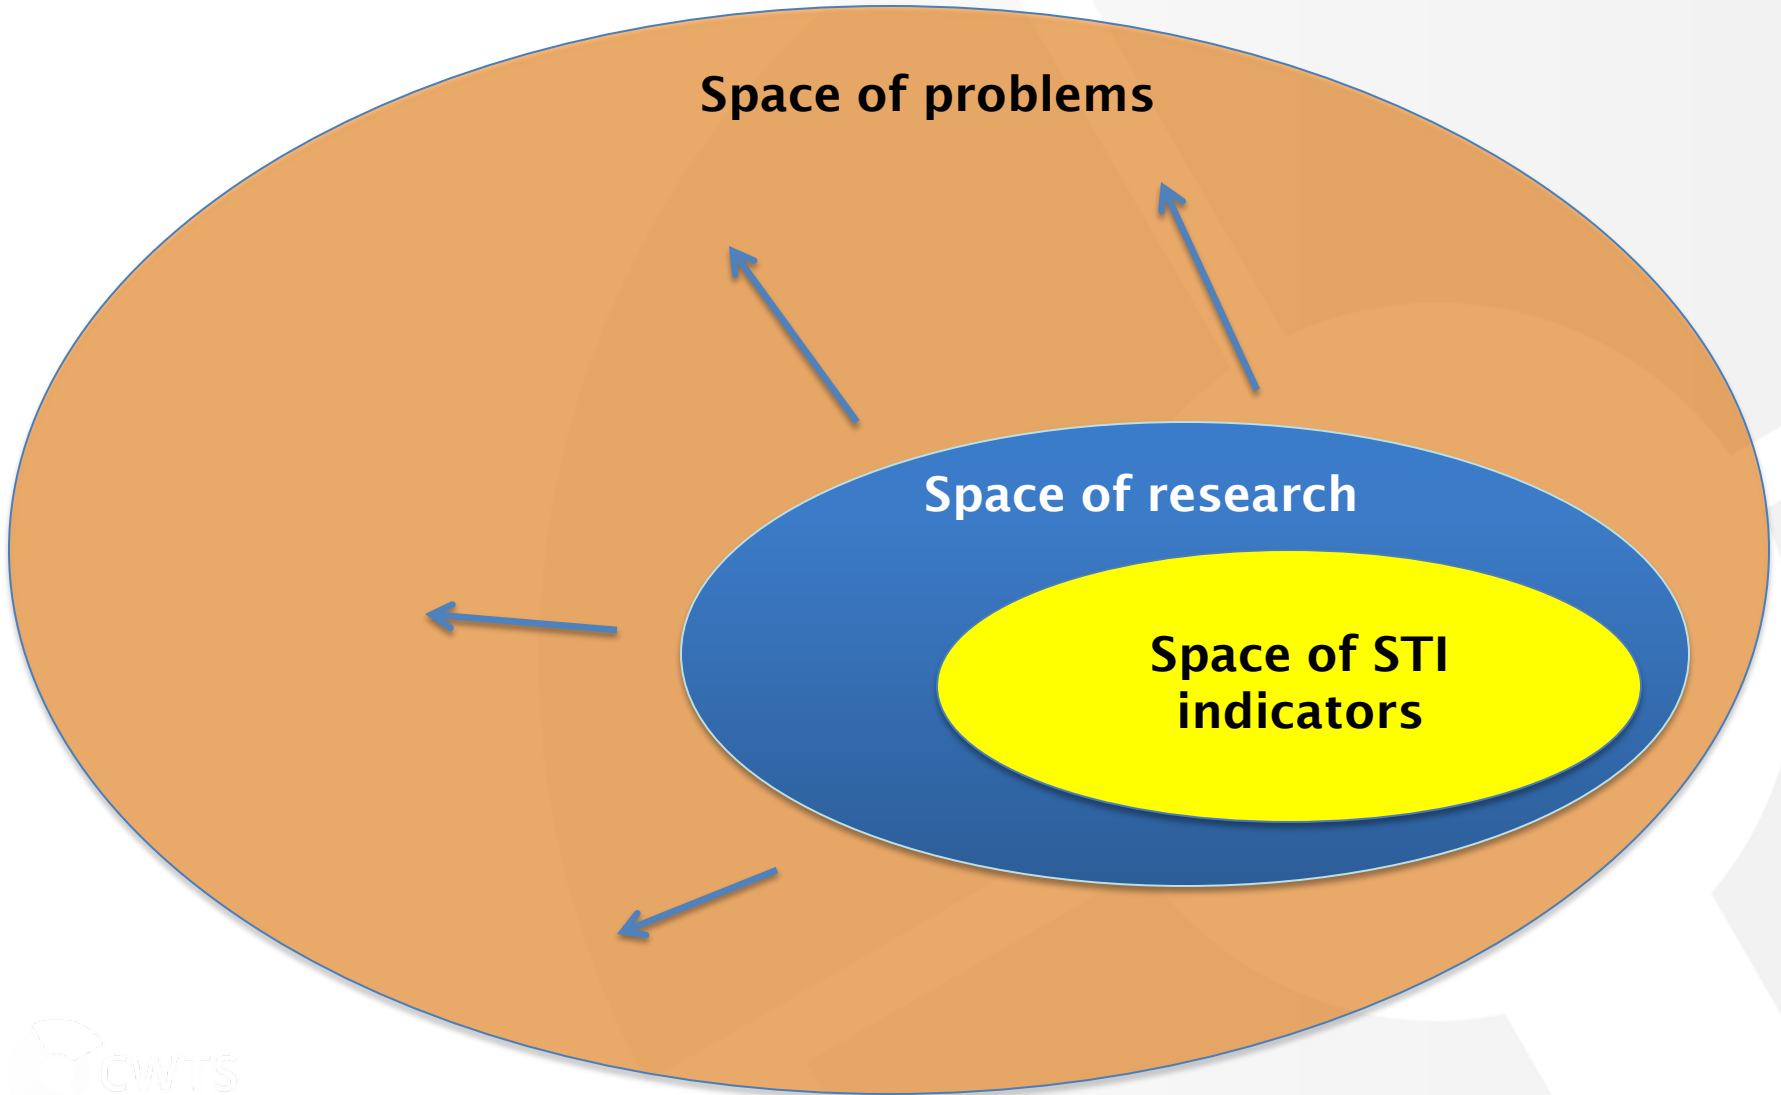 Space of problems
Space of research
Space of STI
indicators
CWTS